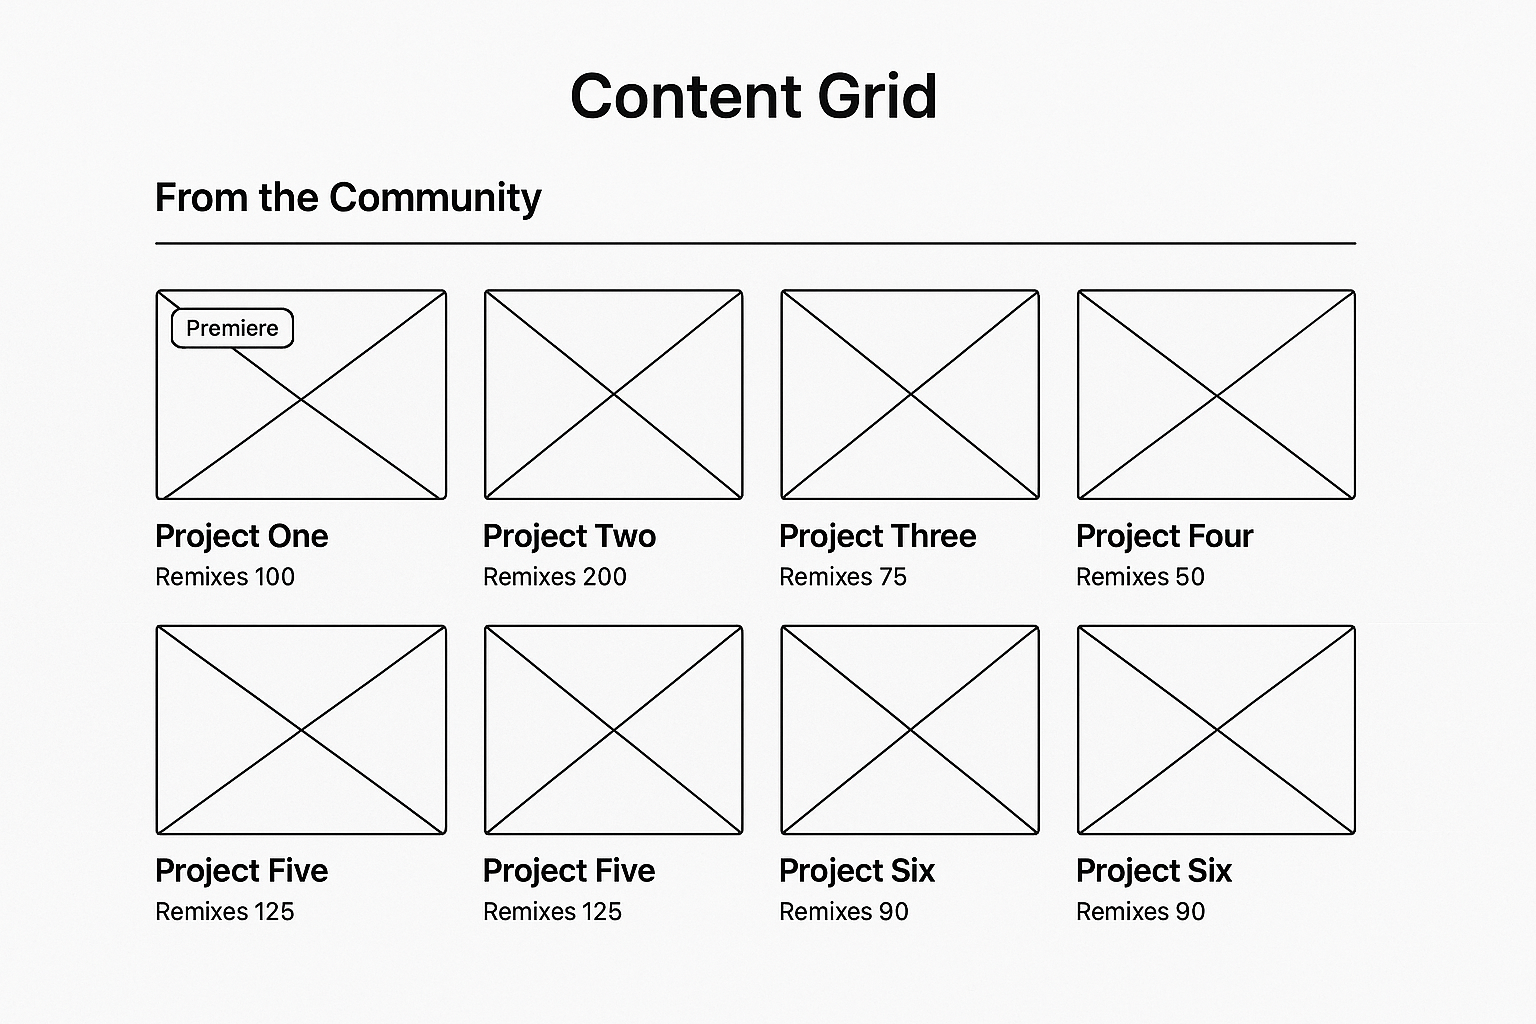 Content Grid
From the Community
Premiere
Project One
Remixes 100
Project Two
Remixes 200
Project Three
Remixes 75
Project Four
Remixes 50
Project Five
Remixes 125
Project Five
Remixes 125
Project Six
Remixes 90
Project Six
Remixes 90